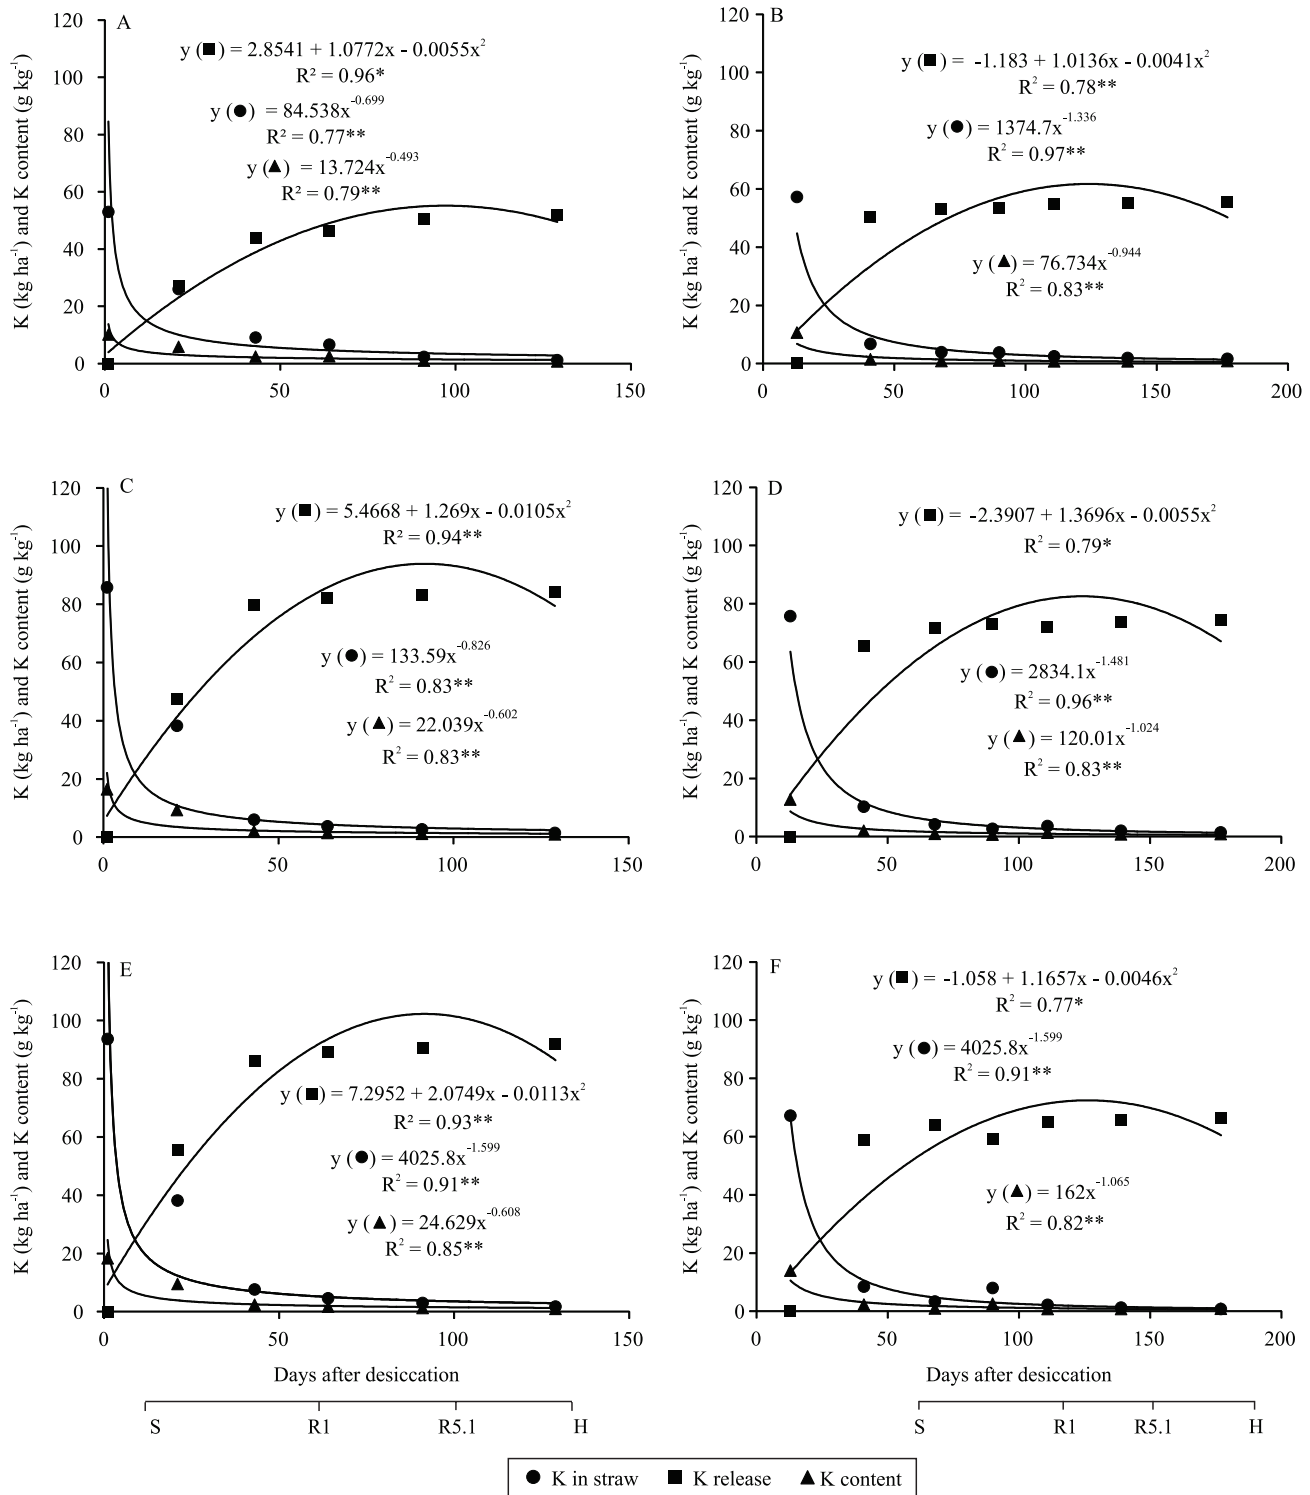 A
y (■) = 2.8541 + 1.0772x - 0.0055x²
R² = 0.96*
y (●) = 84.538x⁻⁰·⁶⁹⁹
R² = 0.77**
y (▲) = 13.724x⁻⁰·⁴⁹³
R² = 0.79**
K (kg ha⁻¹) and K content (g kg⁻¹)
120
100
80
60
40
20
0
0 50 100 150
B
y (■) = -1.183 + 1.0136x - 0.0041x²
R² = 0.78**
y (●) = 1374.7x⁻¹·³³⁶
R² = 0.97**
y (▲) = 76.734x⁻⁰·⁹⁴⁴
R² = 0.83**
K (kg ha⁻¹) and K content (g kg⁻¹)
120
100
80
60
40
20
0
0 50 100 150 200
C
y (■) = 5.4668 + 1.269x - 0.0105x²
R² = 0.94**
y (●) = 133.59x⁻⁰·⁸²⁶
R² = 0.83**
y (▲) = 22.039x⁻⁰·⁶⁰²
R² = 0.83**
K (kg ha⁻¹) and K content (g kg⁻¹)
120
100
80
60
40
20
0
0 50 100 150
D
y (■) = -2.3907 + 1.3696x - 0.0055x²
R² = 0.79*
y (●) = 2834.1x⁻¹·⁴⁸¹
R² = 0.96**
y (▲) = 120.01x⁻¹·⁰²⁴
R² = 0.83**
K (kg ha⁻¹) and K content (g kg⁻¹)
120
100
80
60
40
20
0
0 50 100 150 200
E
y (■) = 7.2952 + 2.0749x - 0.0113x²
R² = 0.93**
y (●) = 4025.8x⁻¹·⁵⁹⁹
R² = 0.91**
y (▲) = 24.629x⁻⁰·⁶⁰⁸
R² = 0.85**
K (kg ha⁻¹) and K content (g kg⁻¹)
120
100
80
60
40
20
0
0 50 100 150
Days after desiccation
S R1 R5.1 H
F
y (■) = -1.058 + 1.1657x - 0.0046x²
R² = 0.77*
y (●) = 4025.8x⁻¹·⁵⁹⁹
R² = 0.91**
y (▲) = 162x⁻¹·⁰⁶⁵
R² = 0.82**
K (kg ha⁻¹) and K content (g kg⁻¹)
120
100
80
60
40
20
0
0 50 100 150 200
Days after desiccation
S R1 R5.1 H
● K in straw ■ K release ▲ K content